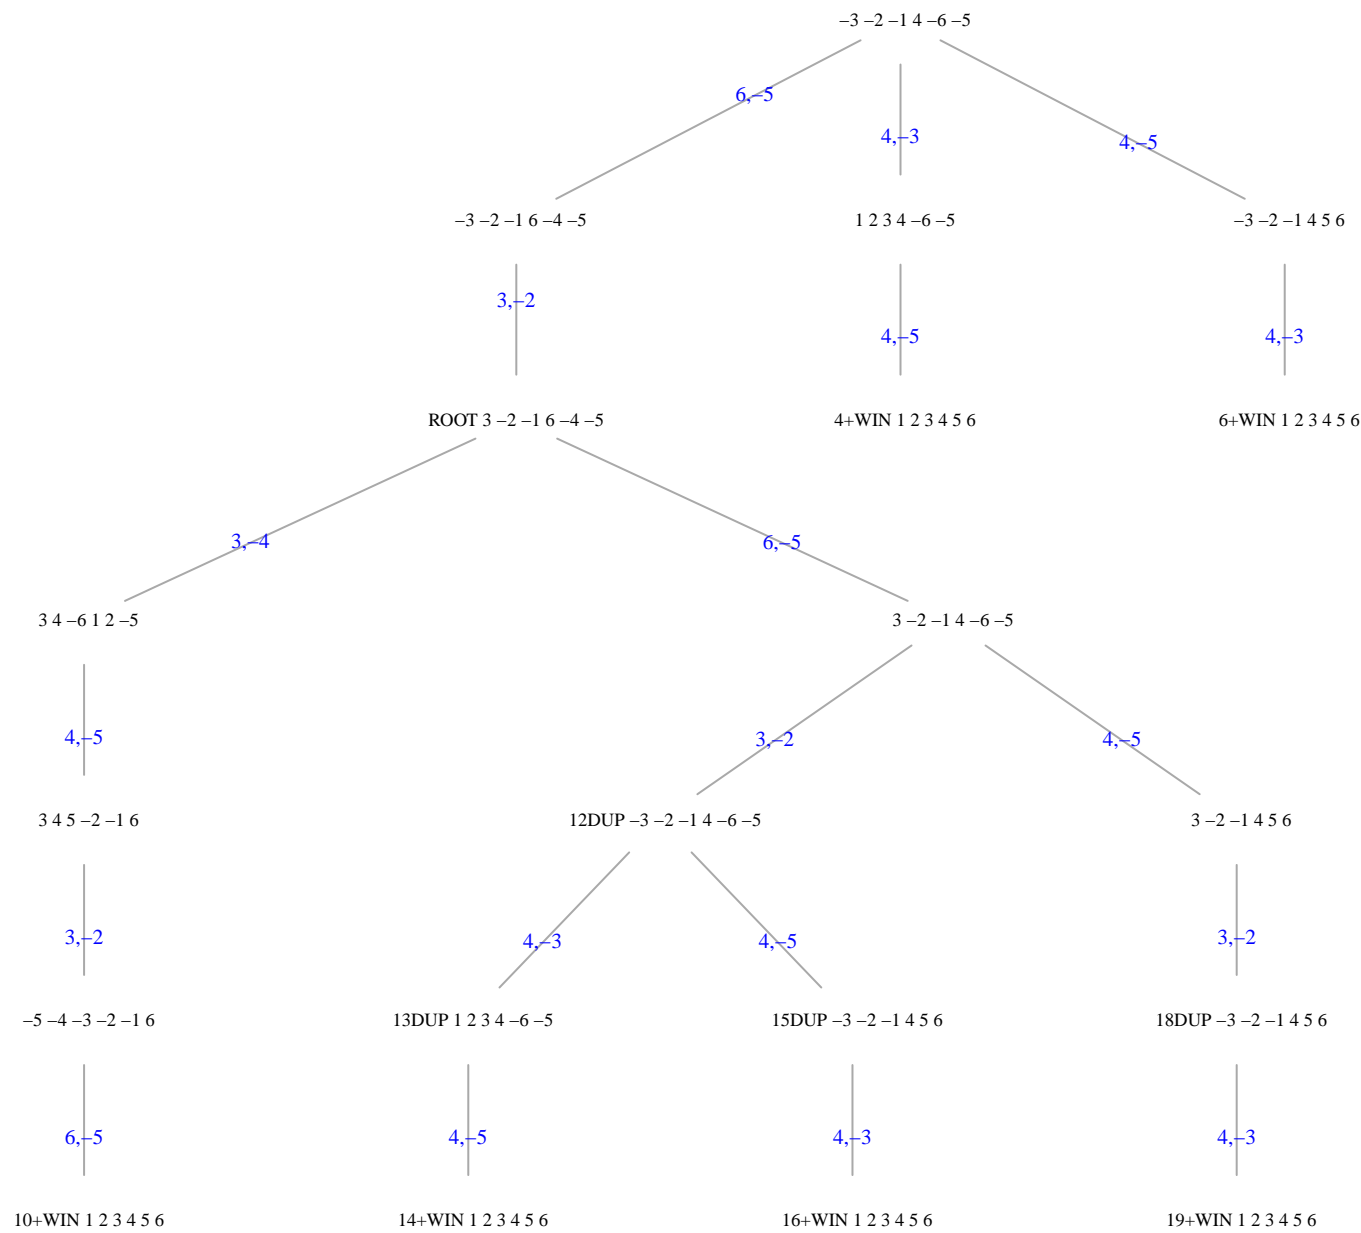 –3 –2 –1 4 –6 –5
6,–5
4,–3
4,–5
–3 –2 –1 6 –4 –5
1 2 3 4 –6 –5
–3 –2 –1 4 5 6
3,–2
4,–5
4,–3
ROOT 3 –2 –1 6 –4 –5
4+WIN 1 2 3 4 5 6
6+WIN 1 2 3 4 5 6
3,–4
6,–5
3 4 –6 1 2 –5
3 –2 –1 4 –6 –5
4,–5
3,–2
4,–5
3 4 5 –2 –1 6
12DUP –3 –2 –1 4 –6 –5
3 –2 –1 4 5 6
3,–2
4,–3
4,–5
3,–2
–5 –4 –3 –2 –1 6
13DUP 1 2 3 4 –6 –5
15DUP –3 –2 –1 4 5 6
18DUP –3 –2 –1 4 5 6
6,–5
4,–5
4,–3
4,–3
10+WIN 1 2 3 4 5 6
14+WIN 1 2 3 4 5 6
16+WIN 1 2 3 4 5 6
19+WIN 1 2 3 4 5 6